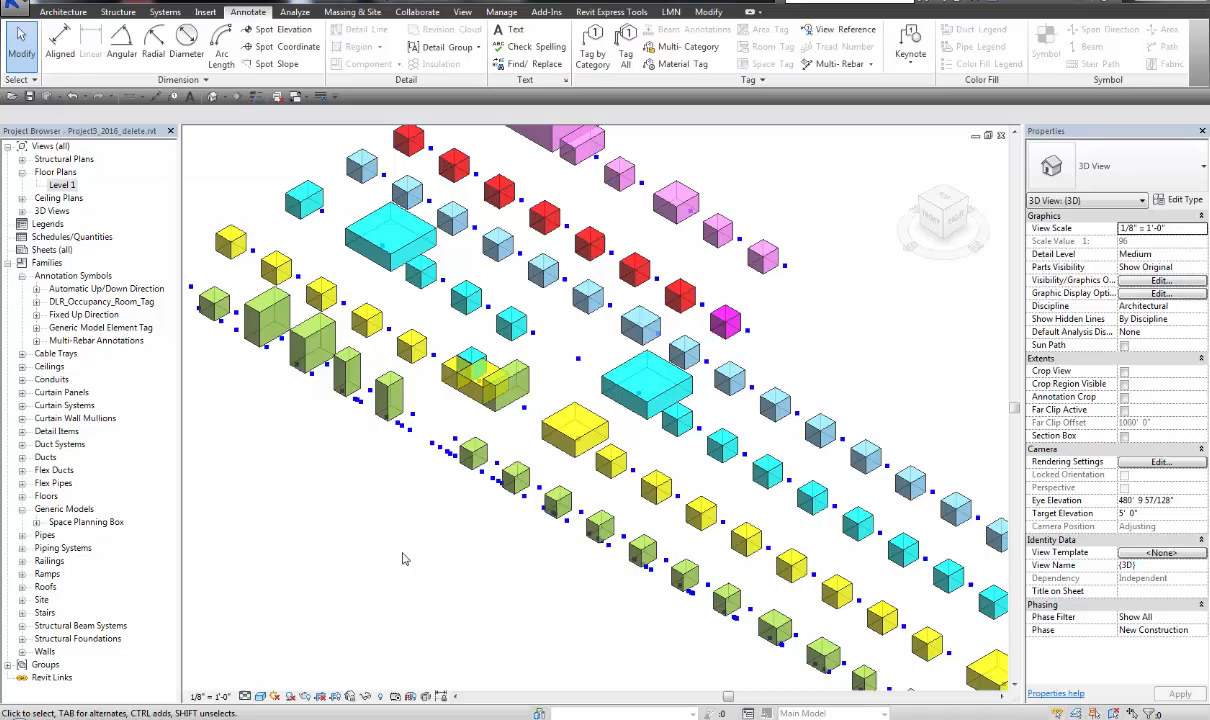 Architecture Structure Systems Insert Annotate Analyze Massing & Site Collaborate View Manage Add-Ins Revit Express Tools LMN Modify
Modify
Select
Aligned Linear Angular Radial Diameter Arc Length
Spot Elevation
Spot Coordinate
Spot Slope
Dimension
Detail Line
Region
Component
Revision Cloud
Detail Group
Insulation
Detail
Text
Check Spelling
Find/ Replace
Text
Tag by Category
Tag All
Beam Annotations
Multi- Category
Material Tag
Area Tag
Room Tag
Space Tag
View Reference
Tread Number
Multi- Rebar
Tag
Keynote
Duct Legend
Pipe Legend
Color Fill Legend
Color Fill
Symbol
Span Direction
Beam
Stair Path
Area
Path
Fabric
Symbol
Project Browser - Project3_2016_delete.rvt
Views (all)
Structural Plans
Floor Plans
Level 1
Ceiling Plans
3D Views
Legends
Schedules/Quantities
Sheets (all)
Families
Annotation Symbols
Automatic Up/Down Direction
DLR_Occupancy_Room_Tag
Fixed Up Direction
Generic Model Element Tag
Multi-Rebar Annotations
Cable Trays
Ceilings
Conduits
Curtain Panels
Curtain Systems
Curtain Wall Mullions
Detail Items
Duct Systems
Ducts
Flex Ducts
Flex Pipes
Floors
Generic Models
Space Planning Box
Pipes
Piping Systems
Railings
Ramps
Roofs
Site
Stairs
Structural Beam Systems
Structural Foundations
Walls
Groups
Revit Links
Properties
3D View
3D View: {3D} Edit Type
Graphics
View Scale 1/8" = 1'-0"
Scale Value 1: 96
Detail Level Medium
Parts Visibility Show Original
Visibility/Graphics O... Edit...
Graphic Display Opti... Edit...
Discipline Architectural
Show Hidden Lines By Discipline
Default Analysis Dis... None
Sun Path
Extents
Crop View
Crop Region Visible
Annotation Crop
Far Clip Active
Far Clip Offset 1000' 0"
Section Box
Camera
Rendering Settings Edit...
Locked Orientation
Perspective
Eye Elevation 480' 9 57/128"
Target Elevation 5' 0"
Camera Position Adjusting
Identity Data
View Template <None>
View Name {3D}
Dependency Independent
Title on Sheet
Phasing
Phase Filter Show All
Phase New Construction
Properties help Apply
1/8" = 1'-0"
Click to select, TAB for alternates, CTRL adds, SHIFT unselects.
:0 Main Model :0